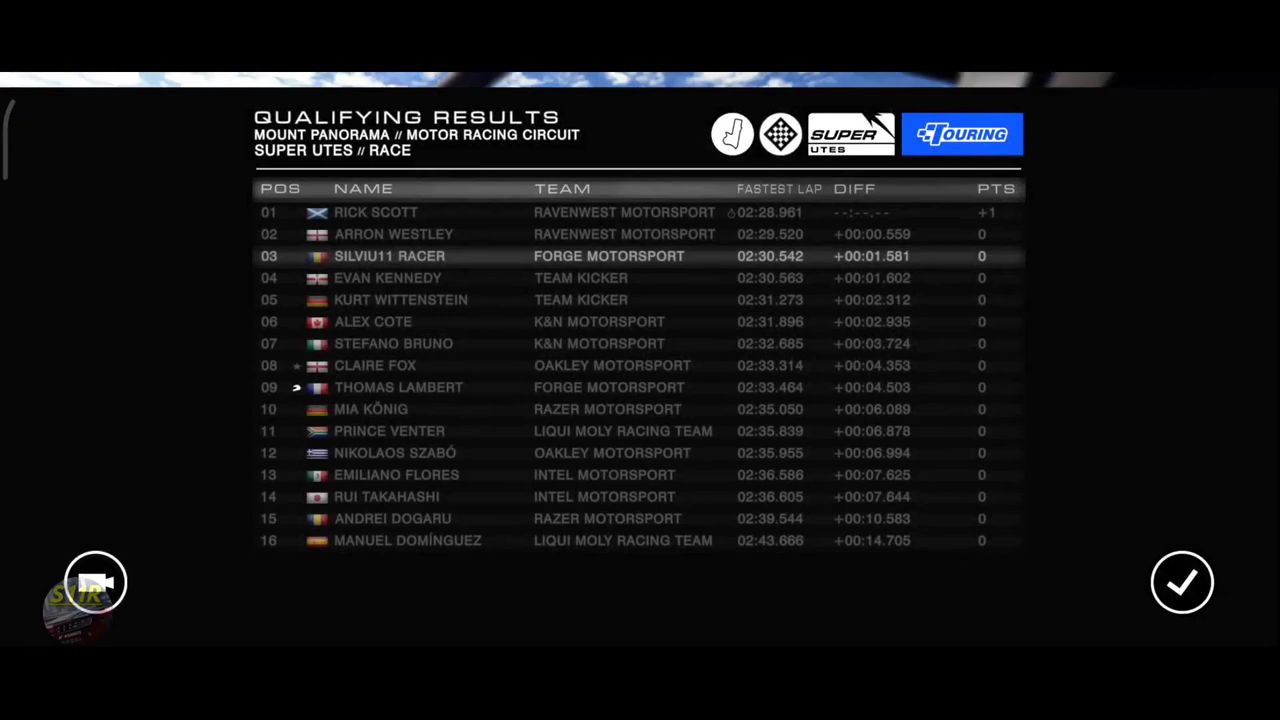 QUALIFYING RESULTS
MOUNT PANORAMA // MOTOR RACING CIRCUIT
SUPER UTES // RACE
SUPER UTES
TOURING
POS NAME TEAM FASTEST LAP DIFF PTS
01 RICK SCOTT RAVENWEST MOTORSPORT 02:28.961 --:--.-- +1
02 ARRON WESTLEY RAVENWEST MOTORSPORT 02:29.520 +00:00.559 0
03 SILVIU11 RACER FORGE MOTORSPORT 02:30.542 +00:01.581 0
04 EVAN KENNEDY TEAM KICKER 02:30.563 +00:01.602 0
05 KURT WITTENSTEIN TEAM KICKER 02:31.273 +00:02.312 0
06 ALEX COTE K&N MOTORSPORT 02:31.896 +00:02.935 0
07 STEFANO BRUNO K&N MOTORSPORT 02:32.685 +00:03.724 0
08 CLAIRE FOX OAKLEY MOTORSPORT 02:33.314 +00:04.353 0
09 THOMAS LAMBERT FORGE MOTORSPORT 02:33.464 +00:04.503 0
10 MIA KÖNIG RAZER MOTORSPORT 02:35.050 +00:06.089 0
11 PRINCE VENTER LIQUI MOLY RACING TEAM 02:35.839 +00:06.878 0
12 NIKOLAOS SZABÓ OAKLEY MOTORSPORT 02:35.955 +00:06.994 0
13 EMILIANO FLORES INTEL MOTORSPORT 02:36.586 +00:07.625 0
14 RUI TAKAHASHI INTEL MOTORSPORT 02:36.605 +00:07.644 0
15 ANDREI DOGARU RAZER MOTORSPORT 02:39.544 +00:10.583 0
16 MANUEL DOMÍNGUEZ LIQUI MOLY RACING TEAM 02:43.666 +00:14.705 0
S11R